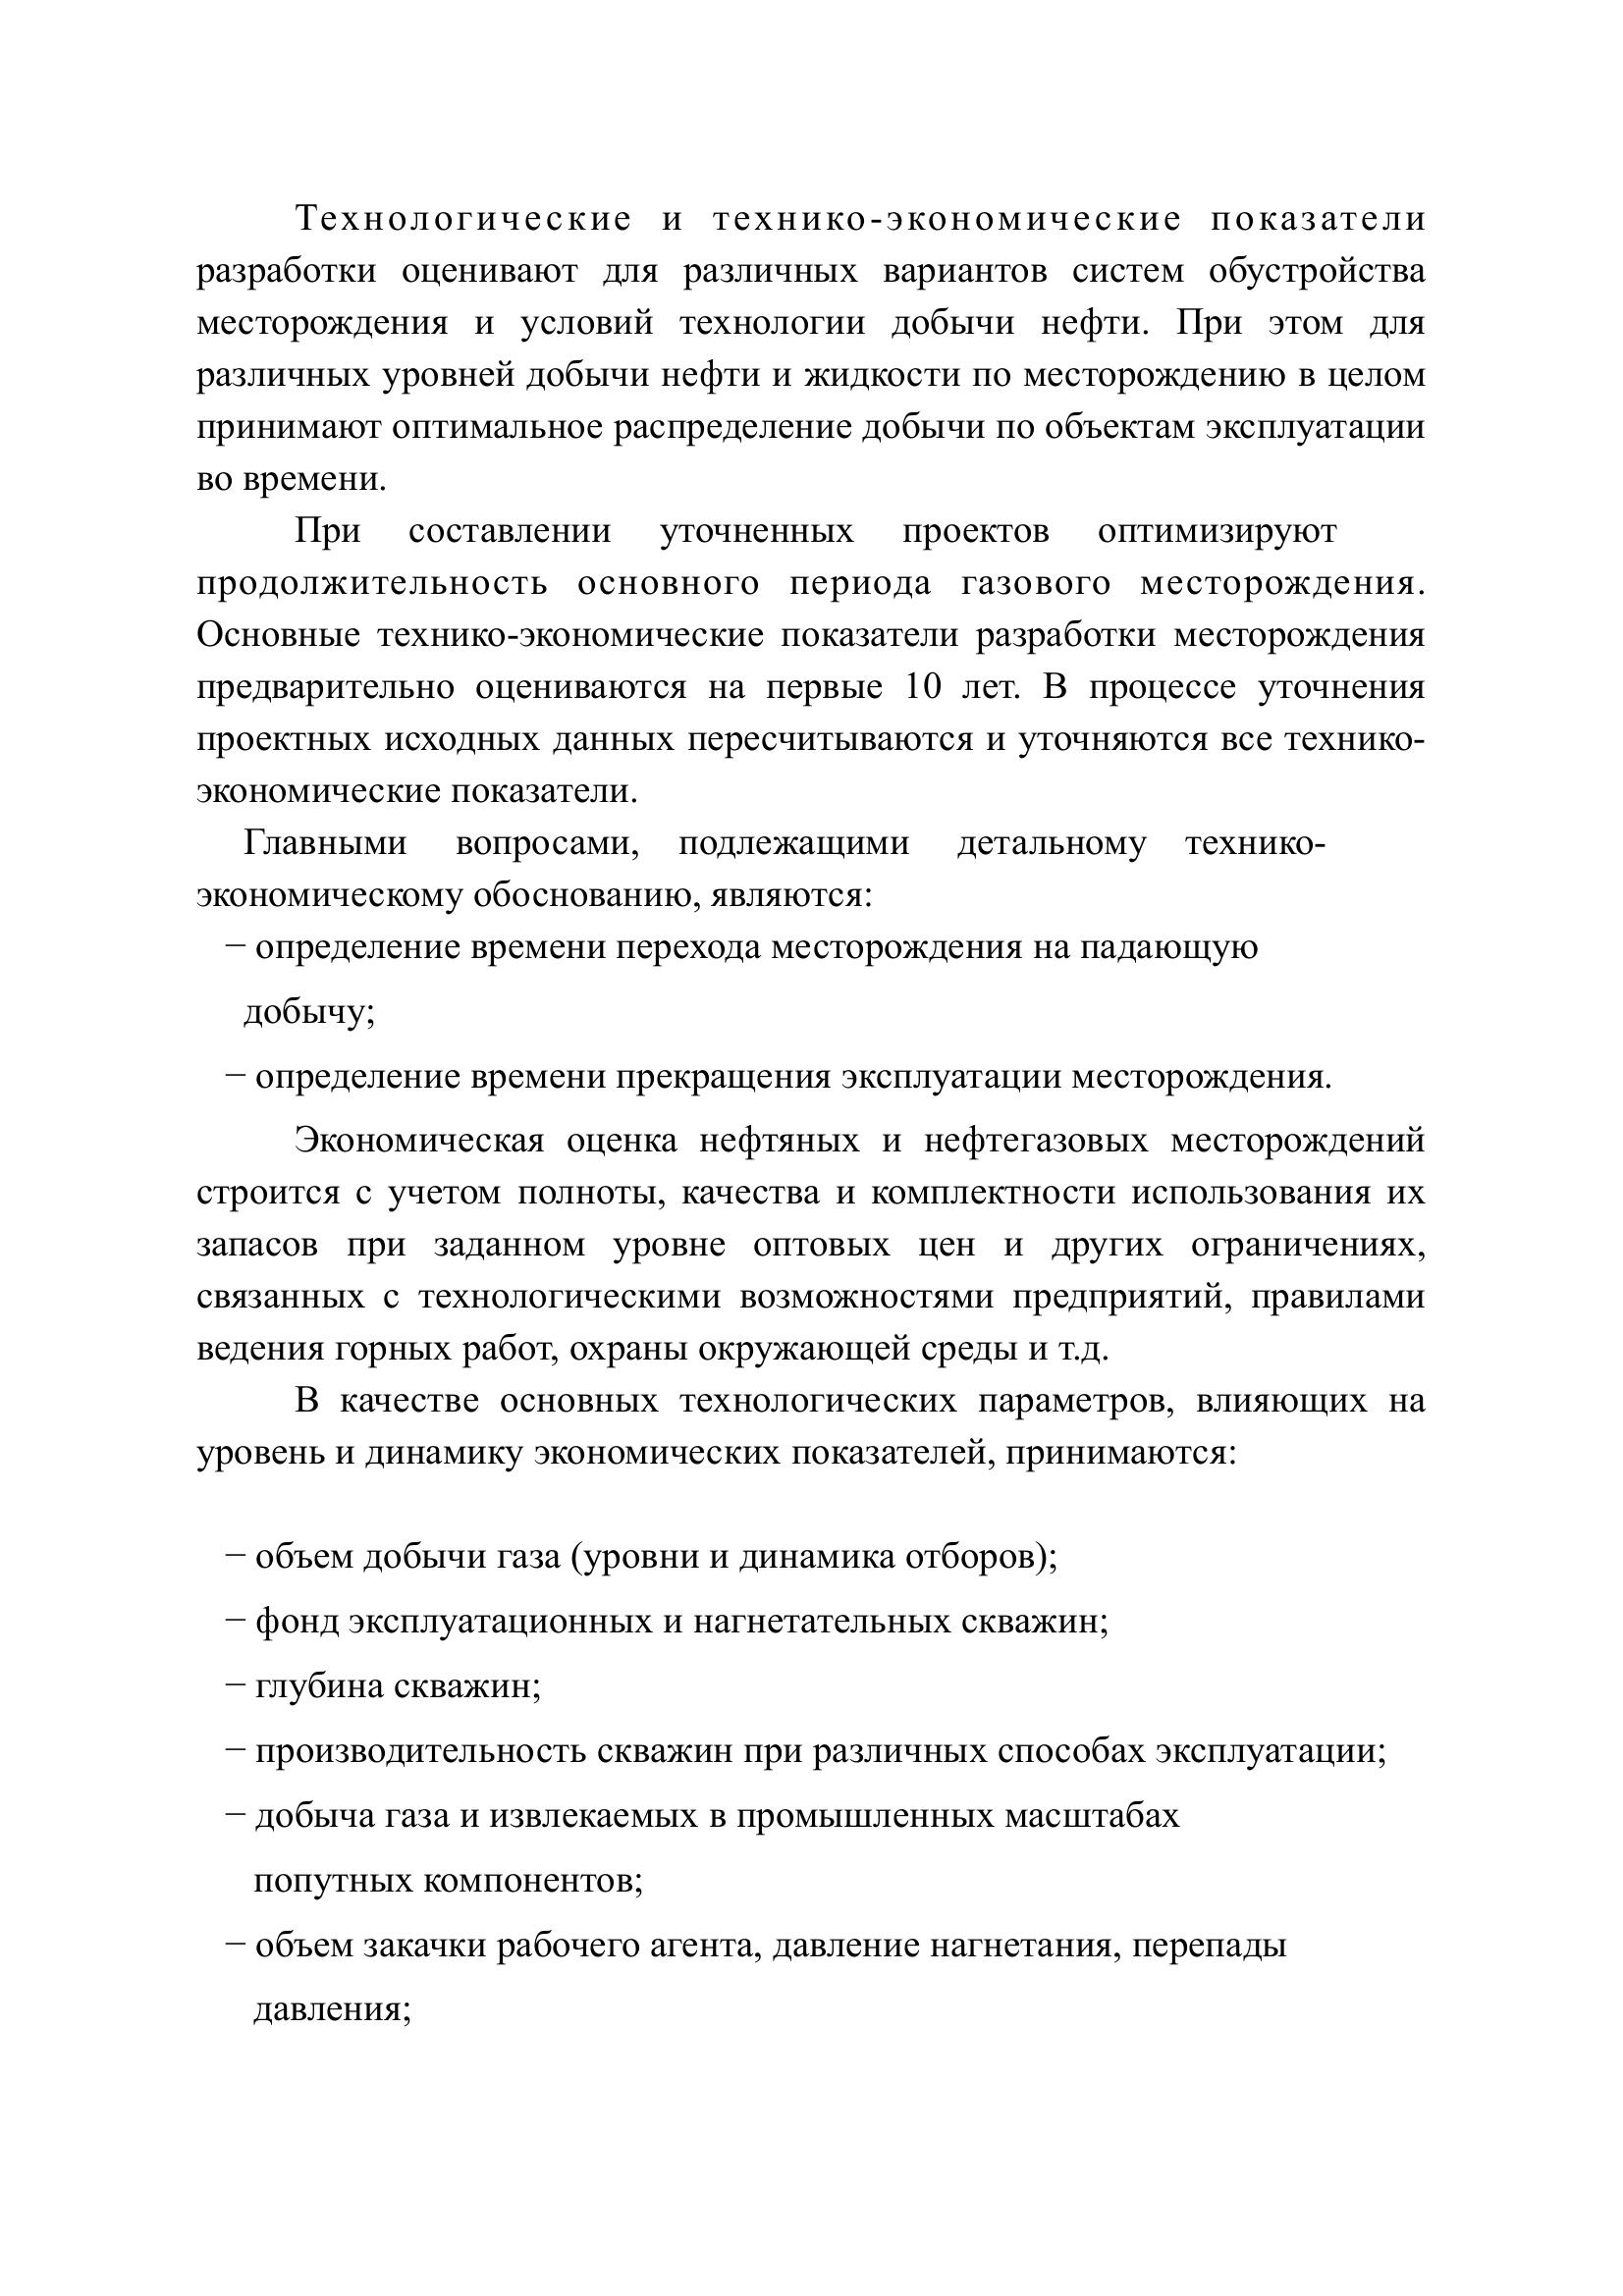 Технологические и технико-экономические показатели
разработки оценивают для различных вариантов систем обустройства
месторождения и условий технологии добычи нефти. При этом для
различных уровней добычи нефти и жидкости по месторождению в целом
принимают оптимальное распределение добычи по объектам эксплуатации
во времени.
При составлении уточненных проектов оптимизируют
продолжительность основного периода газового месторождения.
Основные технико-экономические показатели разработки месторождения
предварительно оцениваются на первые 10 лет. В процессе уточнения
проектных исходных данных пересчитываются и уточняются все технико-
экономические показатели.
Главными вопросами, подлежащими детальному технико-
экономическому обоснованию, являются:
− определение времени перехода месторождения на падающую
добычу;
− определение времени прекращения эксплуатации месторождения.
Экономическая оценка нефтяных и нефтегазовых месторождений
строится с учетом полноты, качества и комплектности использования их
запасов при заданном уровне оптовых цен и других ограничениях,
связанных с технологическими возможностями предприятий, правилами
ведения горных работ, охраны окружающей среды и т.д.
В качестве основных технологических параметров, влияющих на
уровень и динамику экономических показателей, принимаются:
− объем добычи газа (уровни и динамика отборов);
− фонд эксплуатационных и нагнетательных скважин;
− глубина скважин;
− производительность скважин при различных способах эксплуатации;
− добыча газа и извлекаемых в промышленных масштабах
попутных компонентов;
− объем закачки рабочего агента, давление нагнетания, перепады
давления;